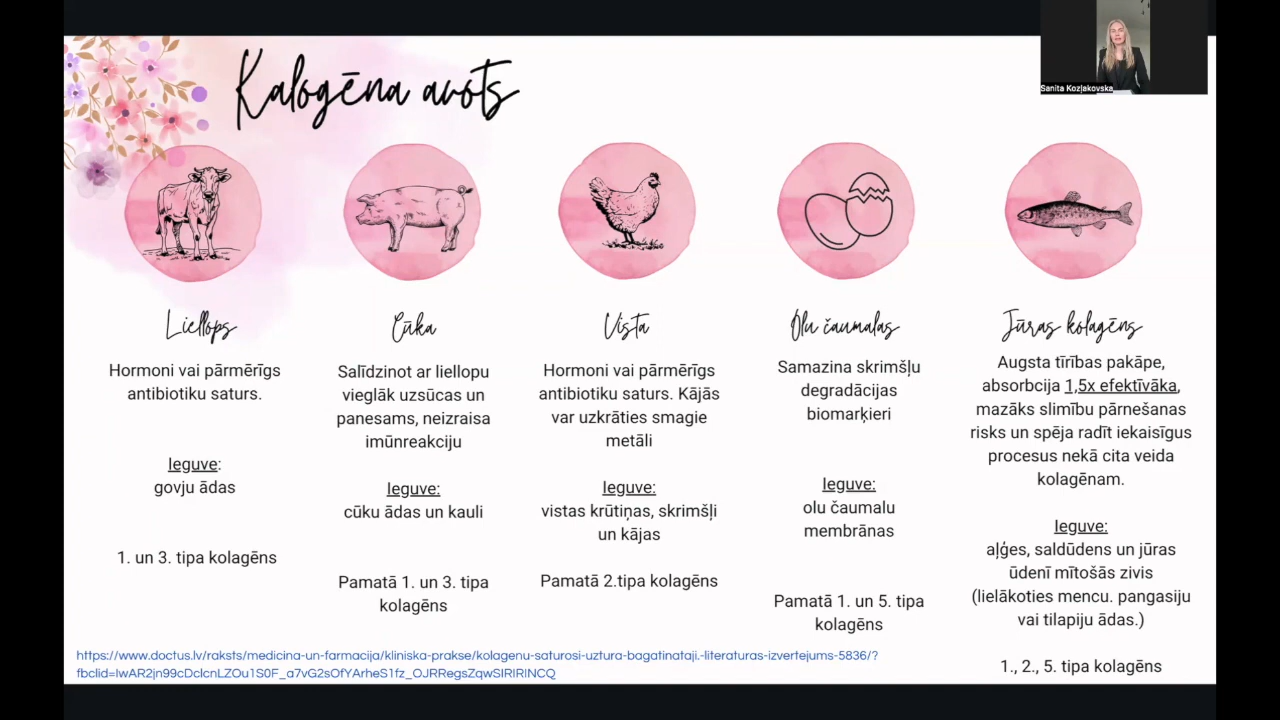 Sanita Kozļakovska
Kalogēna avots
Liellops
Hormoni vai pārmērīgs
antibiotiku saturs.
Ieguve:
govju ādas
1. un 3. tipa kolagēns
Cūka
Salīdzinot ar liellopu
vieglāk uzsūcas un
panesams, neizraisa
imūnreakciju
Ieguve:
cūku ādas un kauli
Pamatā 1. un 3. tipa
kolagēns
Vista
Hormoni vai pārmērīgs
antibiotiku saturs. Kājās
var uzkrāties smagie
metāli
Ieguve:
vistas krūtiņas, skrimšļi
un kājas
Pamatā 2.tipa kolagēns
Olu čaumalas
Samazina skrimšļu
degradācijas
biomarķieri
Ieguve:
olu čaumalu
membrānas
Pamatā 1. un 5. tipa
kolagēns
Jūras kolagēns
Augsta tīrības pakāpe,
absorbcija 1,5x efektīvāka,
mazāks slimību pārnešanas
risks un spēja radīt iekaisīgus
procesus nekā cita veida
kolagēnam.
Ieguve:
aļģes, saldūdens un jūras
ūdenī mītošās zivis
(lielākoties mencu. pangasiju
vai tilapiju ādas.)
1., 2., 5. tipa kolagēns
https://www.doctus.lv/raksts/medicina-un-farmacija/kliniska-prakse/kolagenu-saturosi-uztura-bagatinataji.-literaturas-izvertejums-5836/?
fbclid=IwAR2jn99cDclcnLZOu1S0F_a7vG2sOfYArheS1fz_OJRRegsZqwSIRIRINCQ